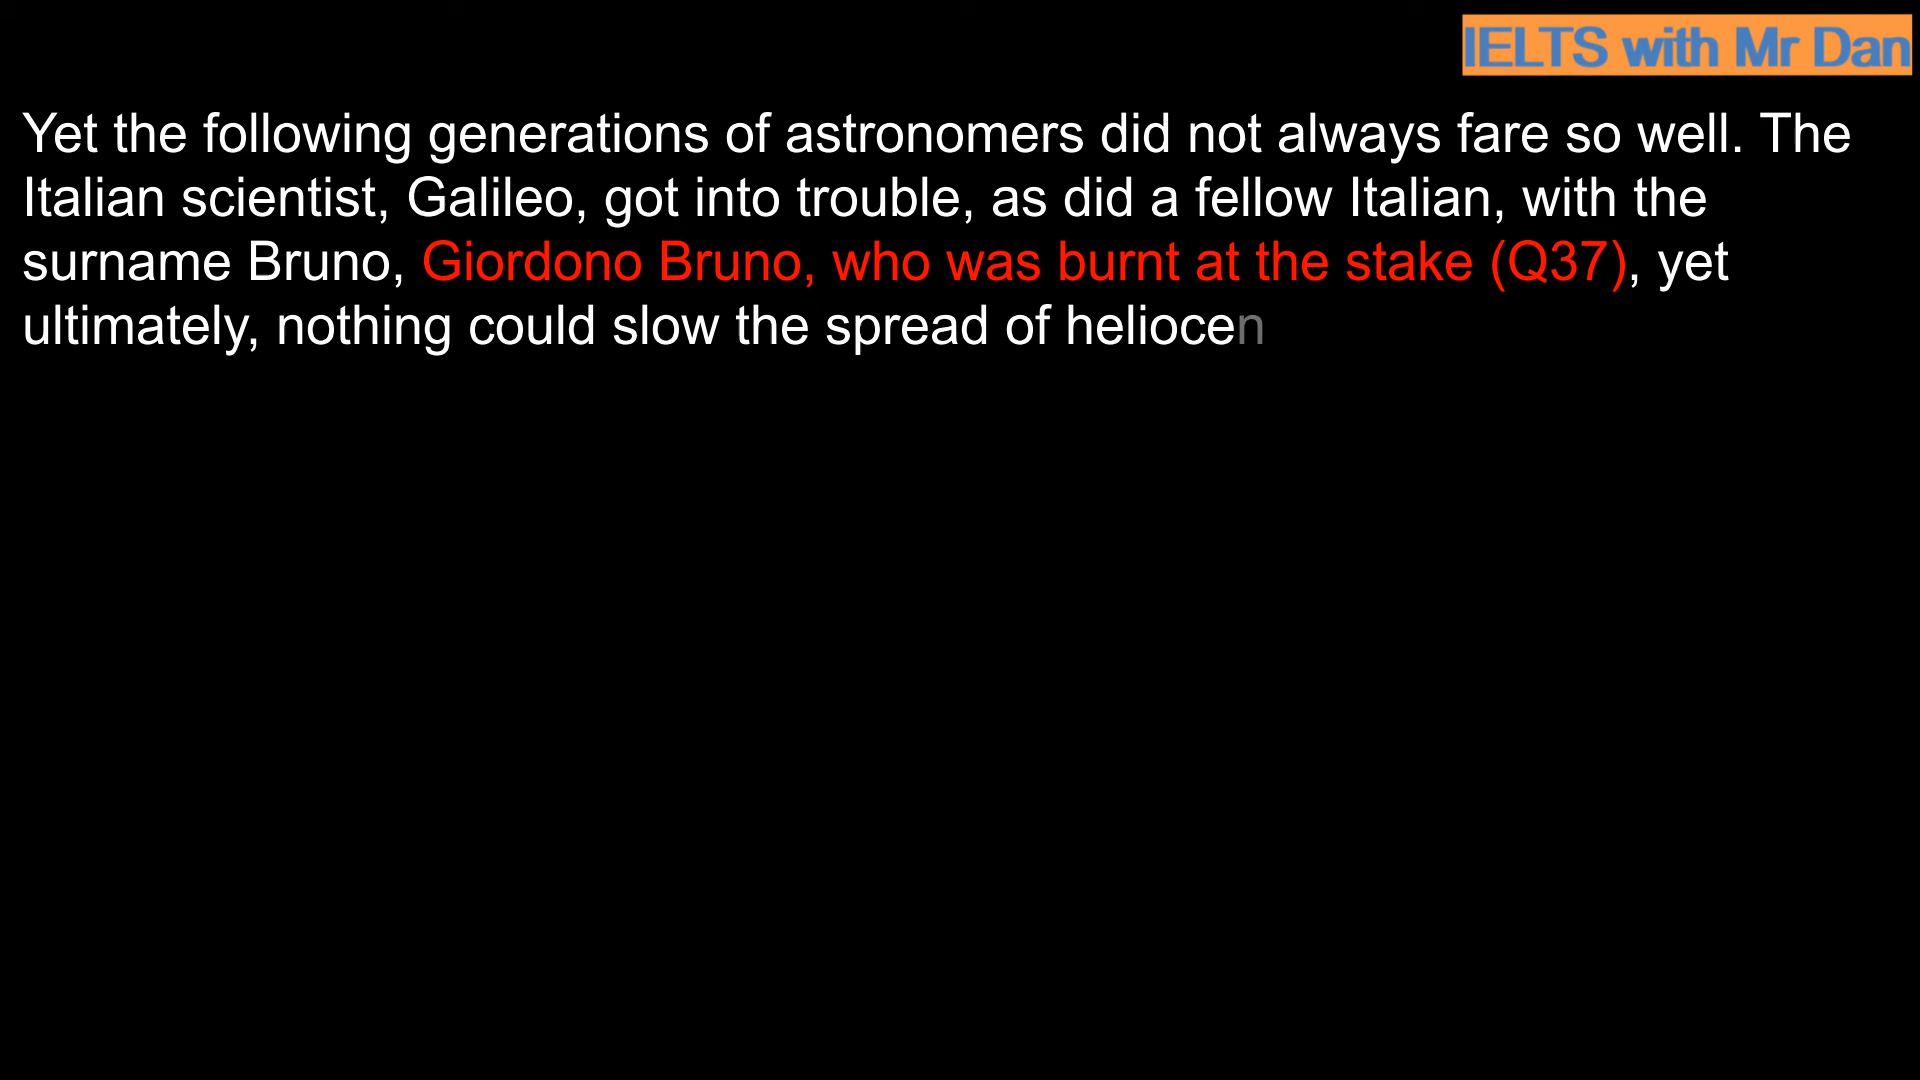 IELTS with Mr Dan
Yet the following generations of astronomers did not always fare so well. The
Italian scientist, Galileo, got into trouble, as did a fellow Italian, with the
surname Bruno, Giordono Bruno, who was burnt at the stake (Q37), yet
ultimately, nothing could slow the spread of heliocen